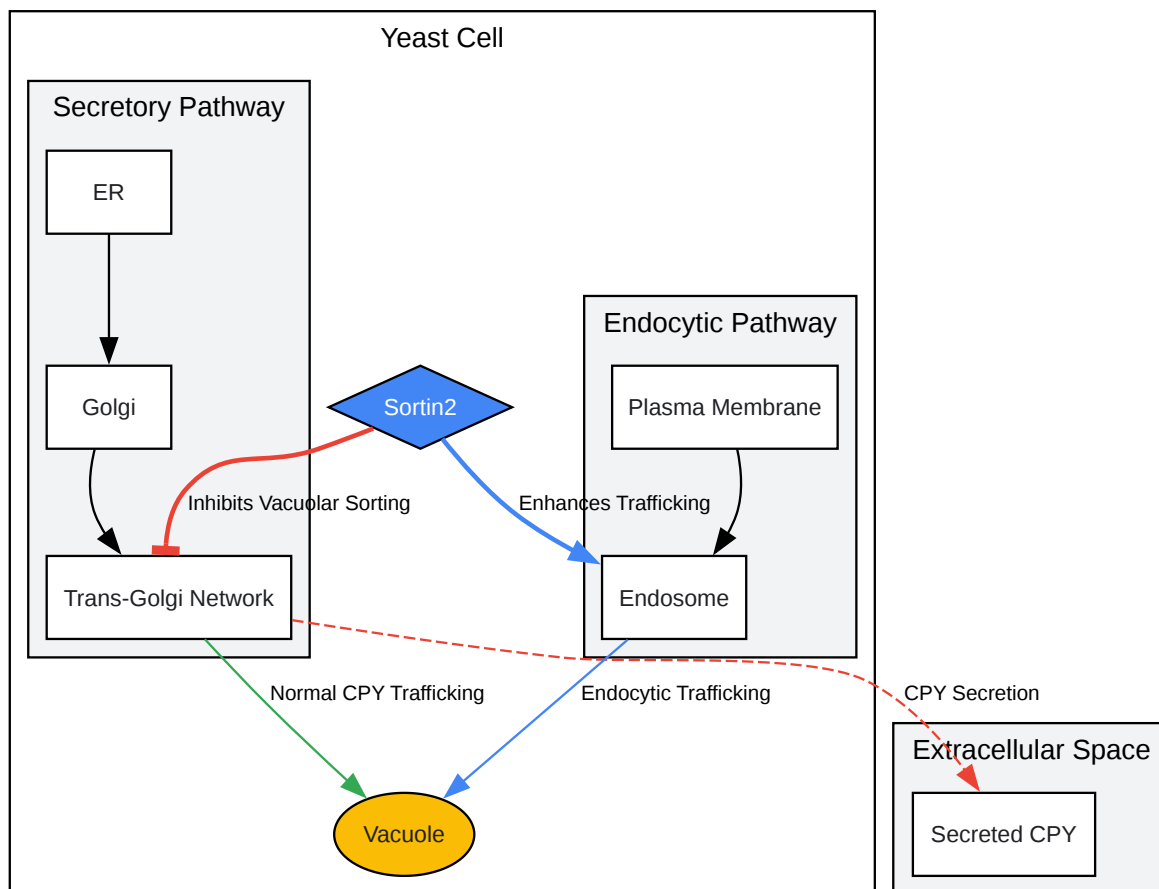 Yeast Cell
Secretory Pathway
ER
Endocytic Pathway
Golgi
Sortin2
Plasma Membrane
Inhibits Vacuolar Sorting
Enhances Trafficking
Trans-Golgi Network
Endosome
Normal CPY Trafficking
Endocytic Trafficking
CPY Secretion
Extracellular Space
Vacuole
Secreted CPY